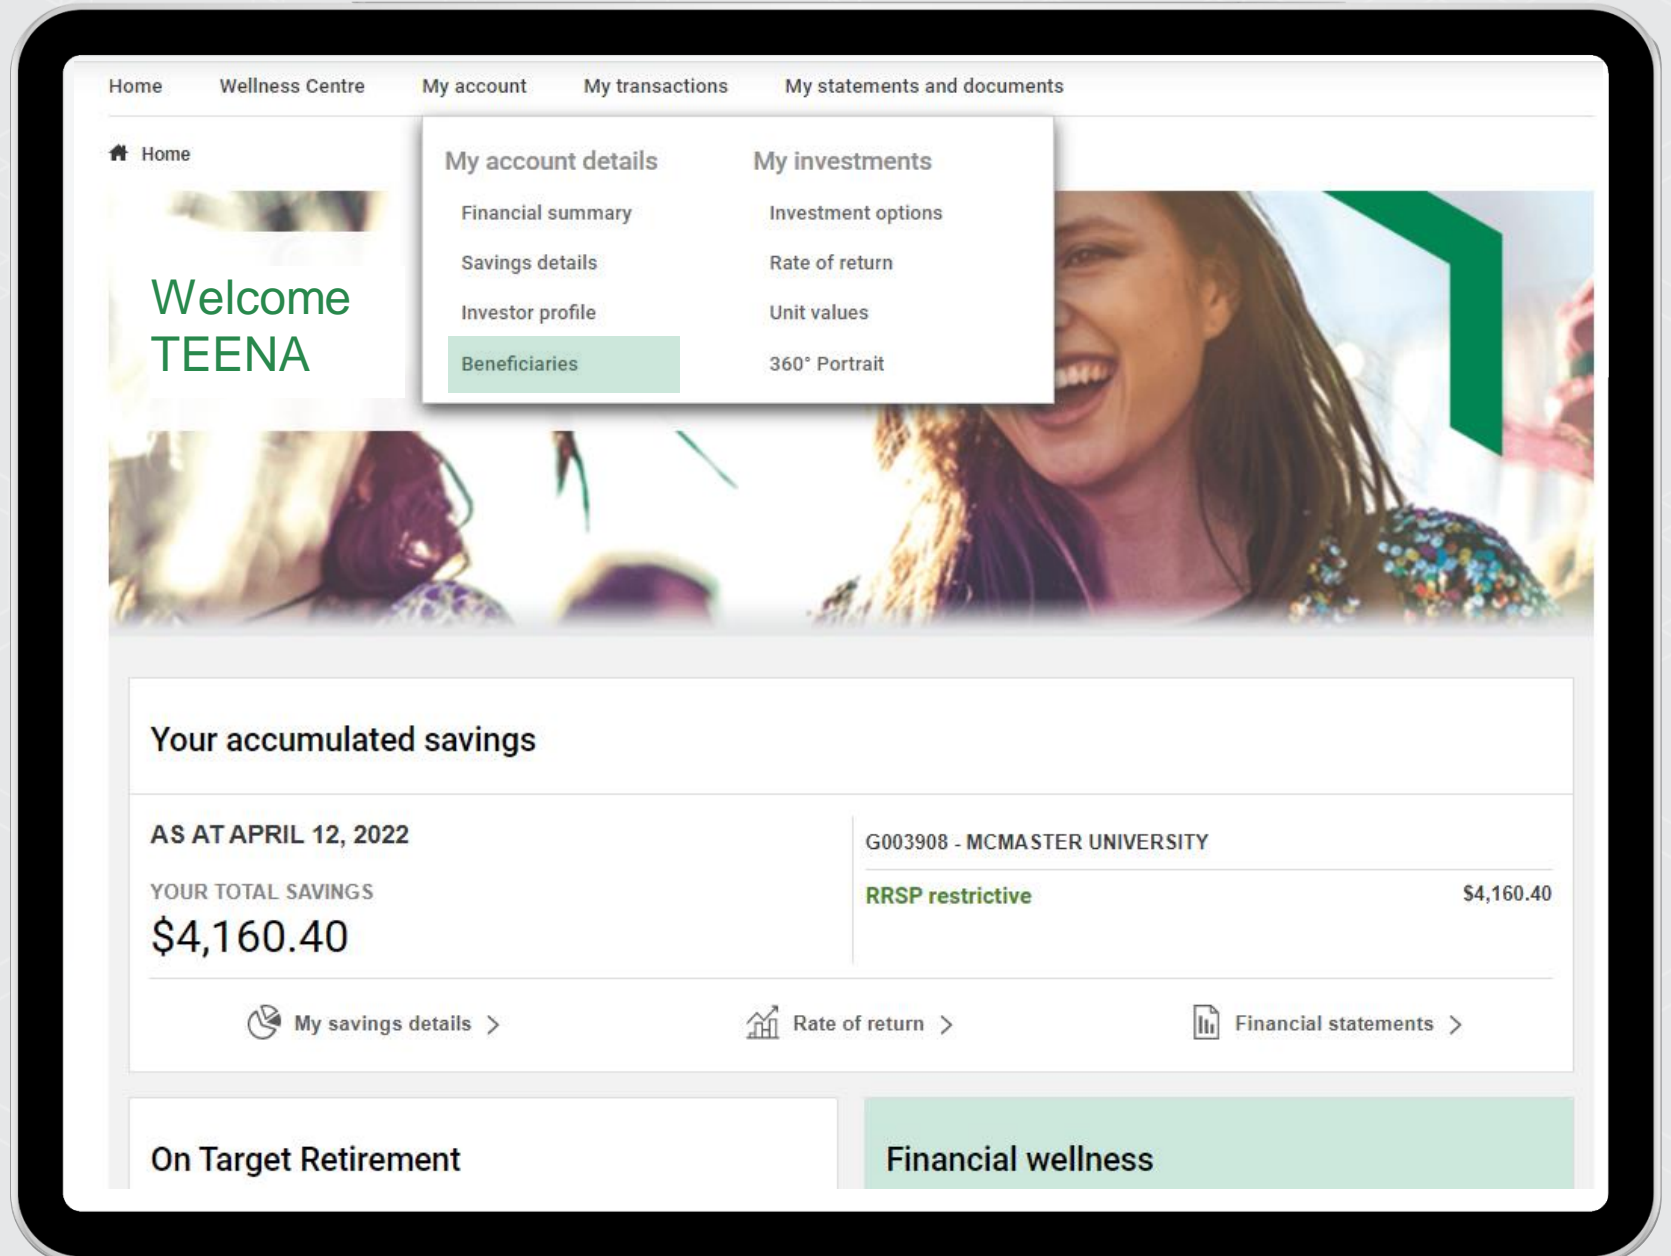 Home Wellness Centre My account My transactions My statements and documents
Home
My account details
Financial summary
Savings details
Investor profile
Beneficiaries
My investments
Investment options
Rate of return
Unit values
360° Portrait
Welcome
TEENA
Your accumulated savings
AS AT APRIL 12, 2022
YOUR TOTAL SAVINGS
$4,160.40
G003908 - MCMASTER UNIVERSITY
RRSP restrictive $4,160.40
My savings details >
Rate of return >
Financial statements >
On Target Retirement
Financial wellness